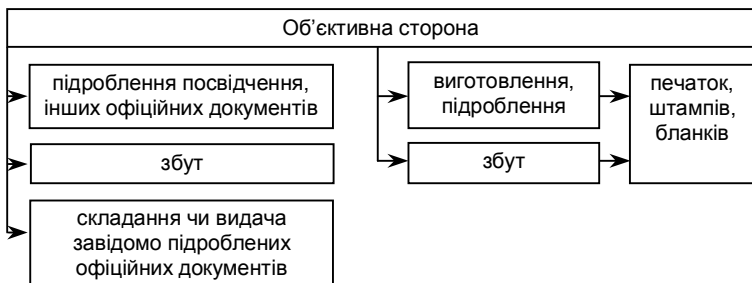 Об’єктивна сторона
підроблення посвідчення,
інших офіційних документів
збут
складання чи видача
завідомо підроблених
офіційних документів
виготовлення,
підроблення
збут
печаток,
штампів,
бланків